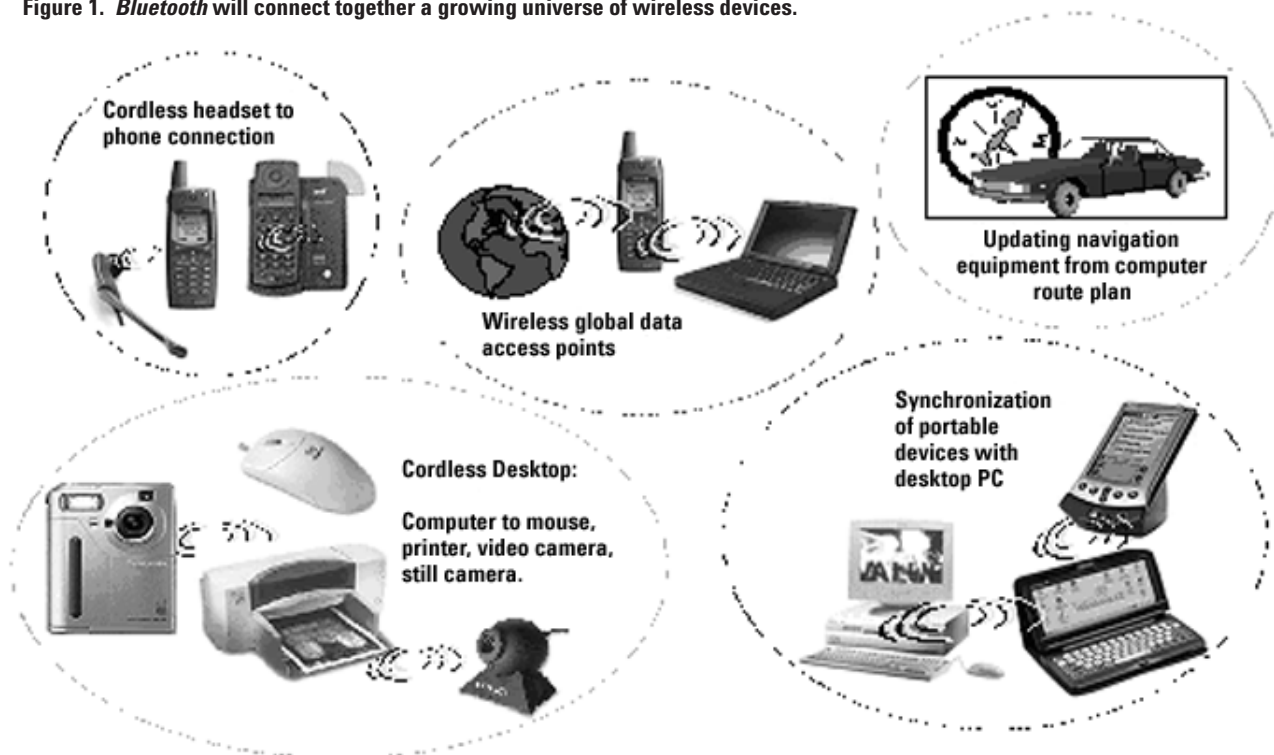 Figure 1. Bluetooth will connect together a growing universe of wireless devices.
Cordless headset to
phone connection
Wireless global data
access points
Updating navigation
equipment from computer
route plan
Cordless Desktop:
Computer to mouse,
printer, video camera,
still camera.
Synchronization
of portable
devices with
desktop PC